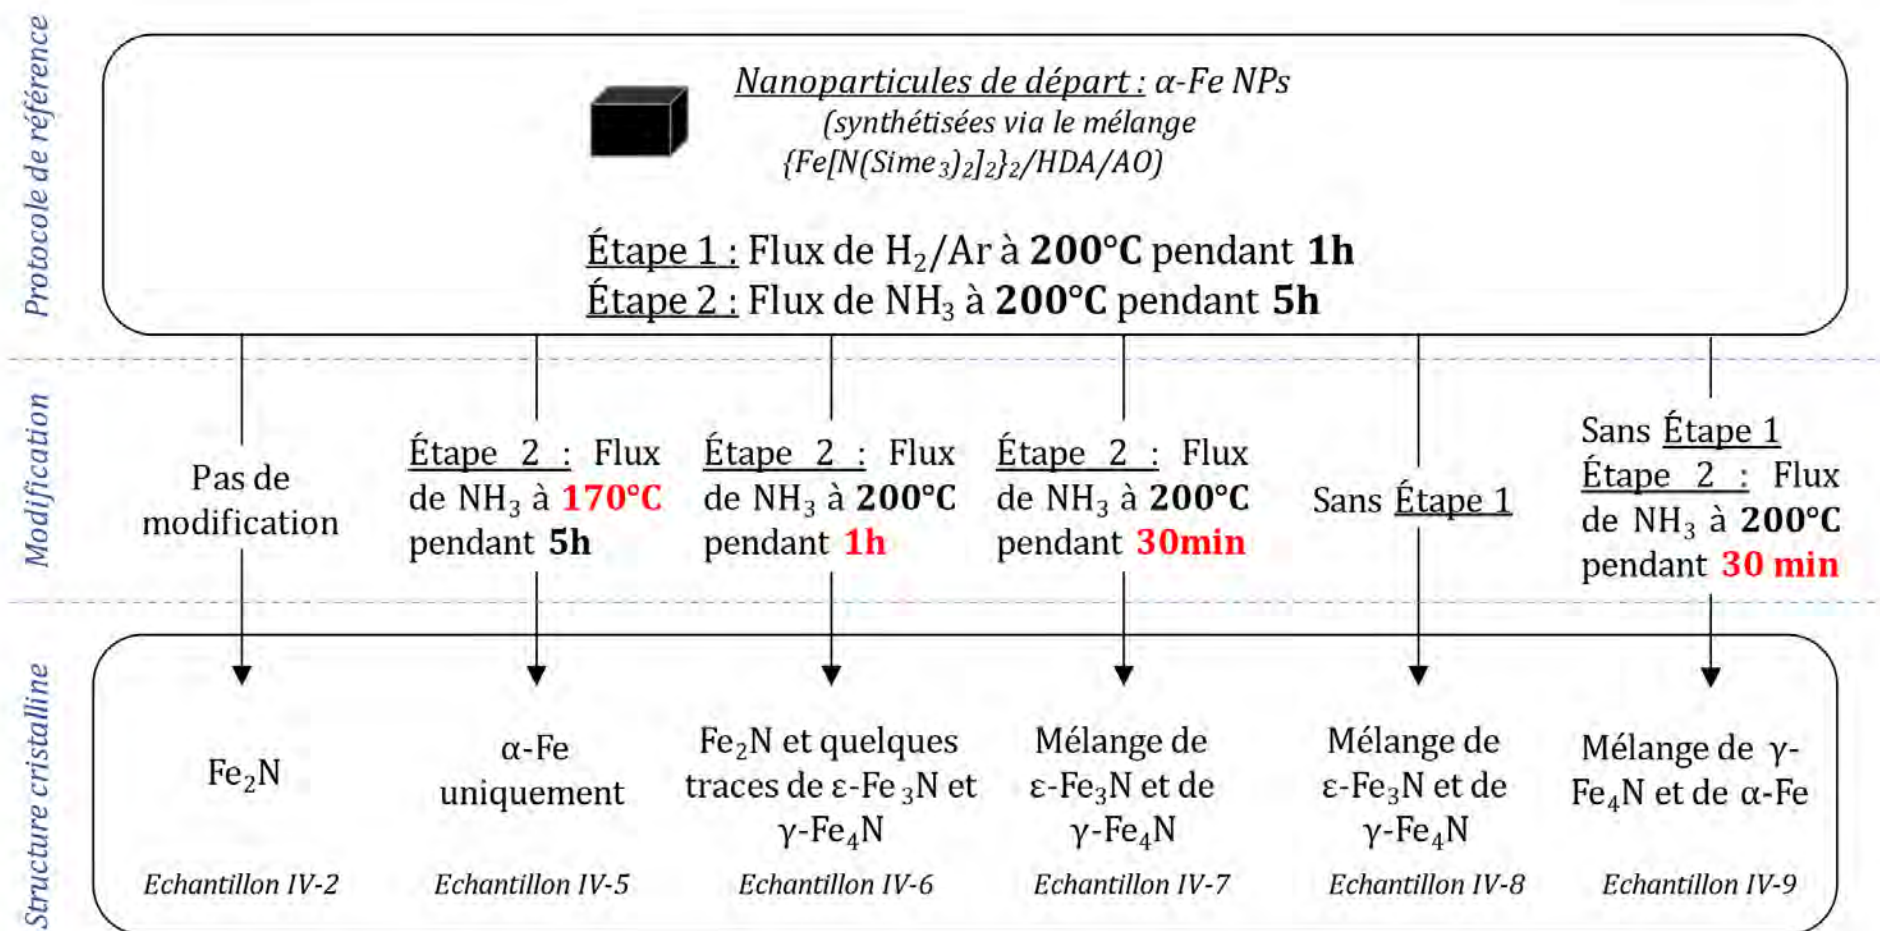 Protocole de référence
Nanoparticules de départ : α-Fe NPs
(synthétisées via le mélange
{Fe[N(Sime₃)₂]₂}₂/HDA/AO)
Étape 1 : Flux de H₂/Ar à 200°C pendant 1h
Étape 2 : Flux de NH₃ à 200°C pendant 5h
Modification
Pas de
modification
Étape 2 : Flux
de NH₃ à 170°C
pendant 5h
Étape 2 : Flux
de NH₃ à 200°C
pendant 1h
Étape 2 : Flux
de NH₃ à 200°C
pendant 30min
Sans Étape 1
Sans Étape 1
Étape 2 : Flux
de NH₃ à 200°C
pendant 30 min
Structure cristalline
Fe₂N
Echantillon IV-2
α-Fe
uniquement
Echantillon IV-5
Fe₂N et quelques
traces de ε-Fe ₃N et
γ-Fe₄N
Echantillon IV-6
Mélange de
ε-Fe₃N et de
γ-Fe₄N
Echantillon IV-7
Mélange de
ε-Fe₃N et de
γ-Fe₄N
Echantillon IV-8
Mélange de γ-
Fe₄N et de α-Fe
Echantillon IV-9